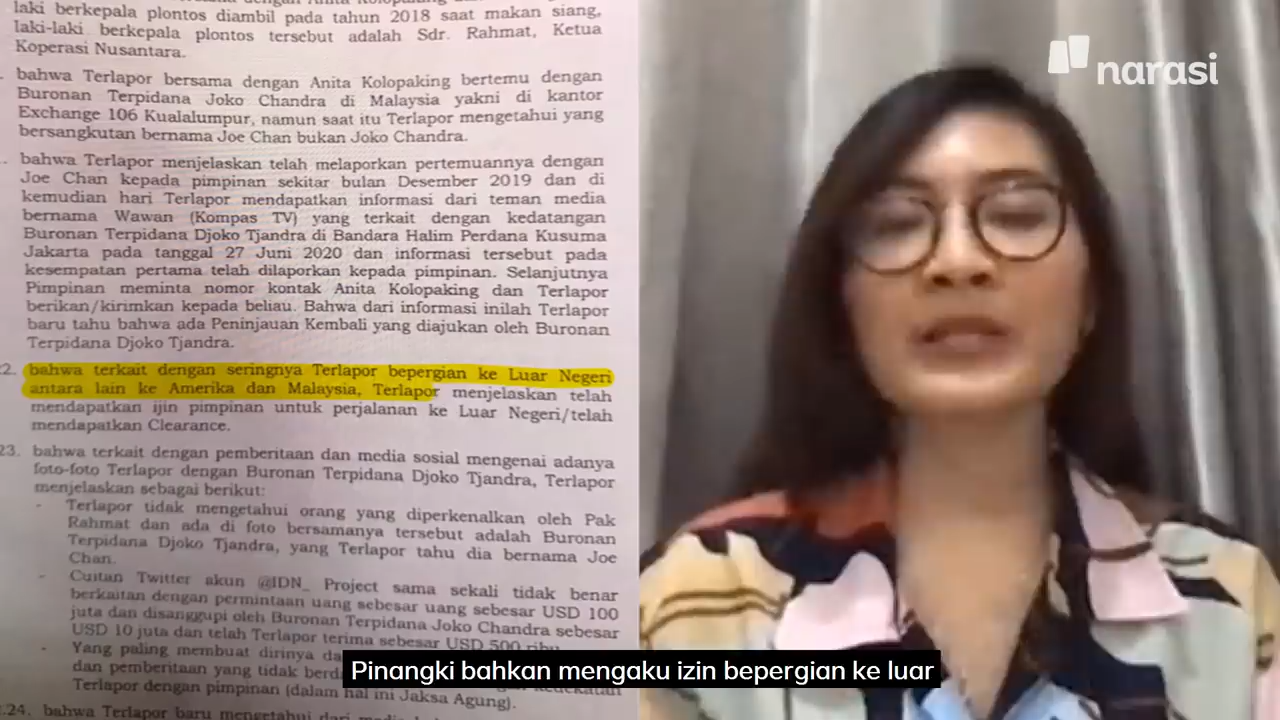 laki berkepala plontos diambil pada tahun 2018 saat makan siang,
laki-laki berkepala plontos tersebut adalah Sdr. Rahmat, Ketua
Koperasi Nusantara.
bahwa Terlapor bersama dengan Anita Kolopaking bertemu dengan
Buronan Terpidana Joko Chandra di Malaysia yakni di kantor
Exchange 106 Kualalumpur, namun saat itu Terlapor mengetahui yang
bersangkutan bernama Joe Chan bukan Joko Chandra.
bahwa Terlapor menjelaskan telah melaporkan pertemuannya dengan
Joe Chan kepada pimpinan sekitar bulan Desember 2019 dan di
kemudian hari Terlapor mendapatkan informasi dari teman media
bernama Wawan (Kompas TV) yang terkait dengan kedatangan
Buronan Terpidana Djoko Tjandra di Bandara Halim Perdana Kusuma
Jakarta pada tanggal 27 Juni 2020 dan informasi tersebut pada
kesempatan pertama telah dilaporkan kepada pimpinan. Selanjutnya
Pimpinan meminta nomor kontak Anita Kolopaking dan Terlapor
berikan/kirimkan kepada beliau. Bahwa dari informasi inilah Terlapor
baru tahu bahwa ada Peninjauan Kembali yang diajukan oleh Buronan
Terpidana Djoko Tjandra.
2. bahwa terkait dengan seringnya Terlapor bepergian ke Luar Negeri
antara lain ke Amerika dan Malaysia, Terlapor menjelaskan telah
mendapatkan ijin pimpinan untuk perjalanan ke Luar Negeri/telah
mendapatkan Clearance.
23. bahwa terkait dengan pemberitaan dan media sosial mengenai adanya
foto-foto Terlapor dengan Buronan Terpidana Djoko Tjandra, Terlapor
menjelaskan sebagai berikut:
- Terlapor tidak mengetahui orang yang diperkenalkan oleh Pak
Rahmat dan ada di foto bersamanya tersebut adalah Buronan
Terpidana Djoko Tjandra, yang Terlapor tahu dia bernama Joe
Chan.
- Cuitan Twitter akun @IDN_ Project sama sekali tidak benar
berkaitan dengan permintaan uang sebesar uang sebesar USD 100
juta dan disanggupi oleh Buronan Terpidana Joko Chandra sebesar
USD 10 juta dan telah Terlapor terima sebesar USD 500 ribu
- Yang paling membuat dirinya
dan pemberitaan yang tidak
Terlapor dengan pimpinan (dalam hal ini Jaksa Agung).
24. bahwa Terlapor baru mengetahui dari media
narasi
Pinangki bahkan mengaku izin bepergian ke luar